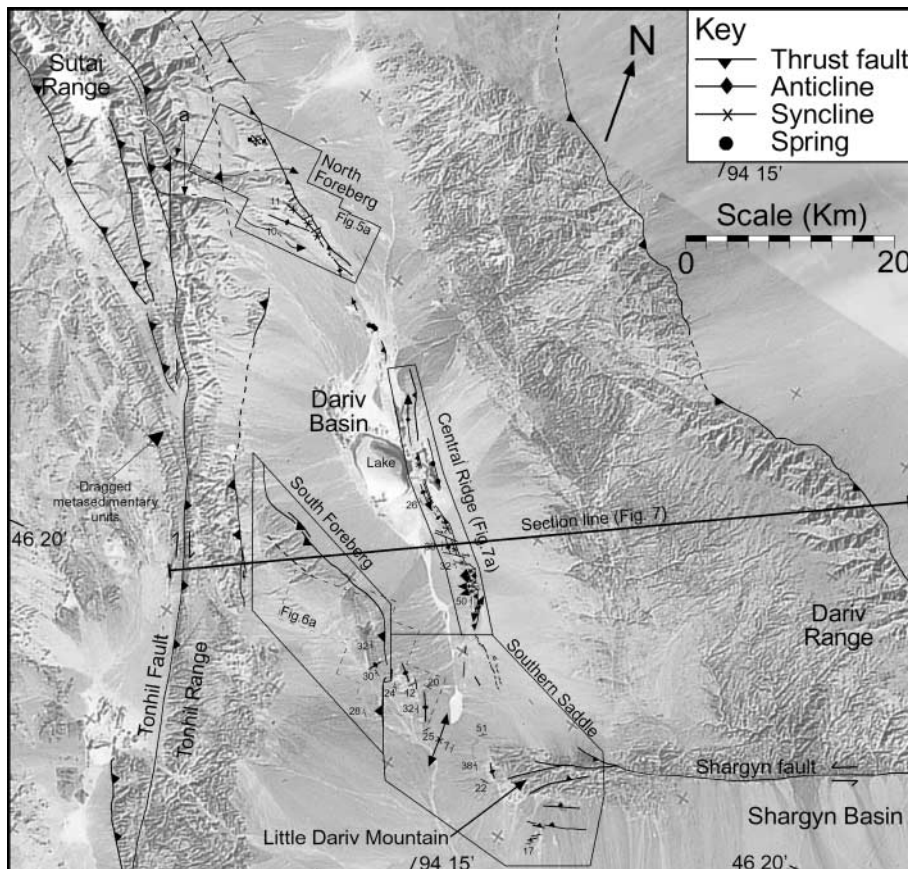 Key
Thrust fault
Anticline
Syncline
Spring
N
94 15'
Scale (Km)
0
20
Sutai
Range
a
North
Foreberg
Fig.5a
11
10
Dariv
Basin
Lake
Central Ridge (Fig.7a)
26
Dragged
metasedimentary
units
South Foreberg
Section line (Fig. 7)
46 20'
32
50
Fig.6a
Dariv
Range
Tonhil Fault
Tonhil Range
Southern Saddle
32
30
24
12
20
28
32
25
7
51
38
22
Shargyn fault
Little Dariv Mountain
Shargyn Basin
17
94 15'
46 20'